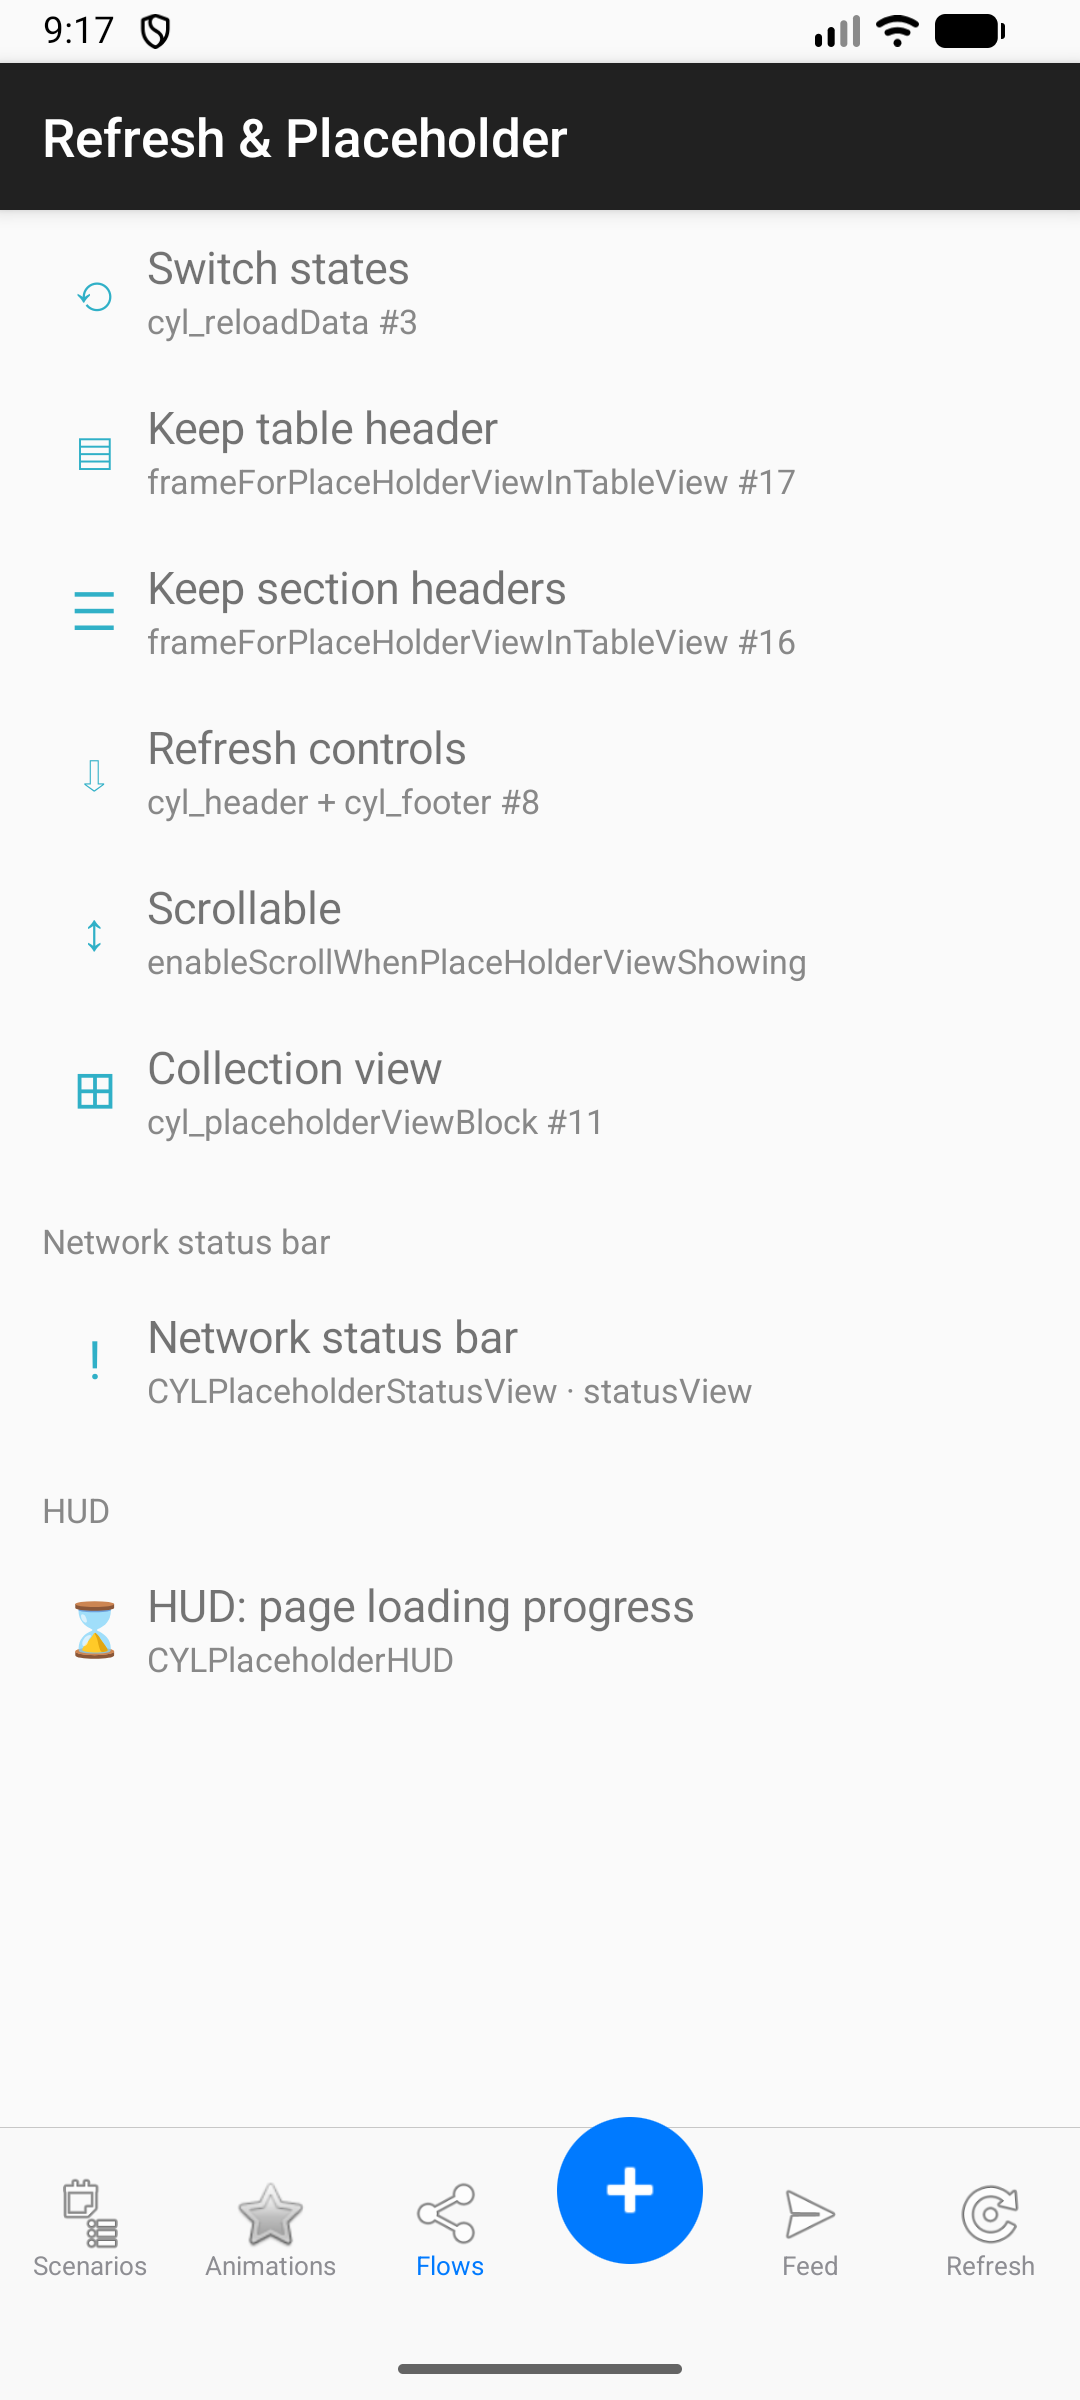 9:17
Refresh & Placeholder
Switch states
cyl_reloadData #3
Keep table header
frameForPlaceHolderViewInTableView #17
Keep section headers
frameForPlaceHolderViewInTableView #16
Refresh controls
cyl_header + cyl_footer #8
Scrollable
enableScrollWhenPlaceHolderViewShowing
Collection view
cyl_placeholderViewBlock #11
Network status bar
Network status bar
CYLPlaceholderStatusView · statusView
HUD
HUD: page loading progress
CYLPlaceholderHUD
Scenarios
Animations
Flows
Feed
Refresh